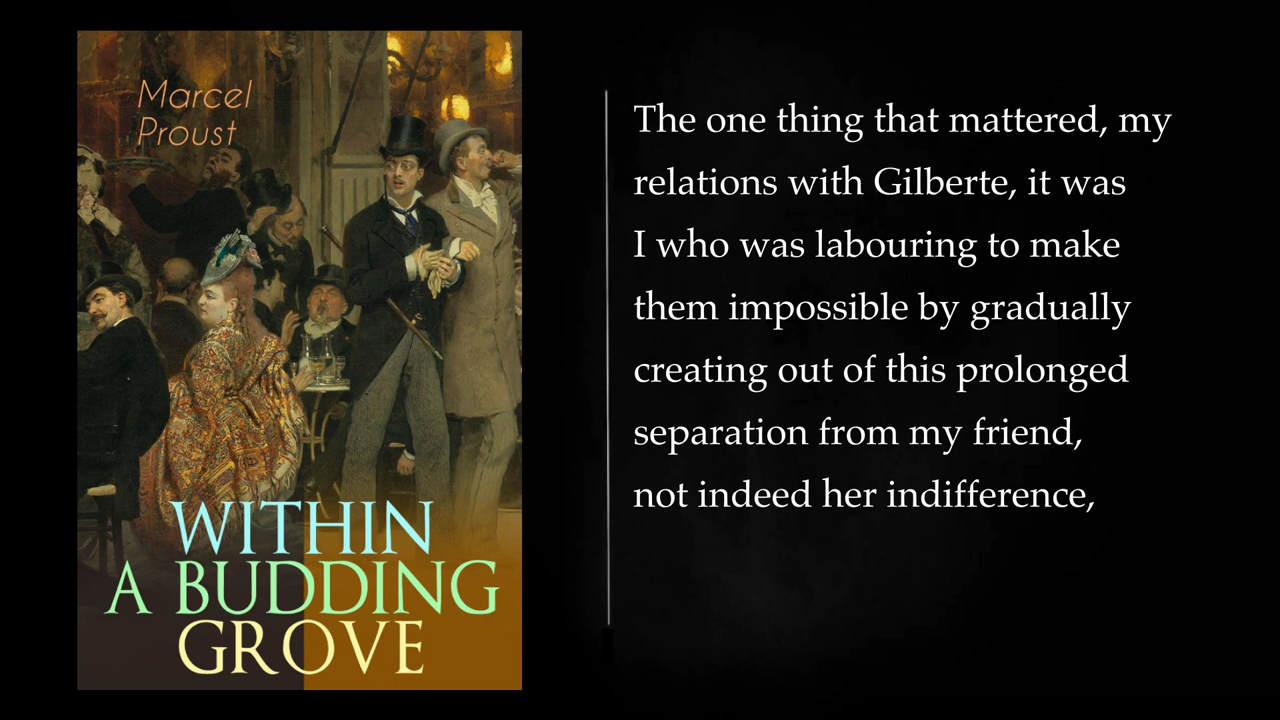 Marcel
Proust
WITHIN
A BUDDING
GROVE
The one thing that mattered, my
relations with Gilberte, it was
I who was labouring to make
them impossible by gradually
creating out of this prolonged
separation from my friend,
not indeed her indifference,